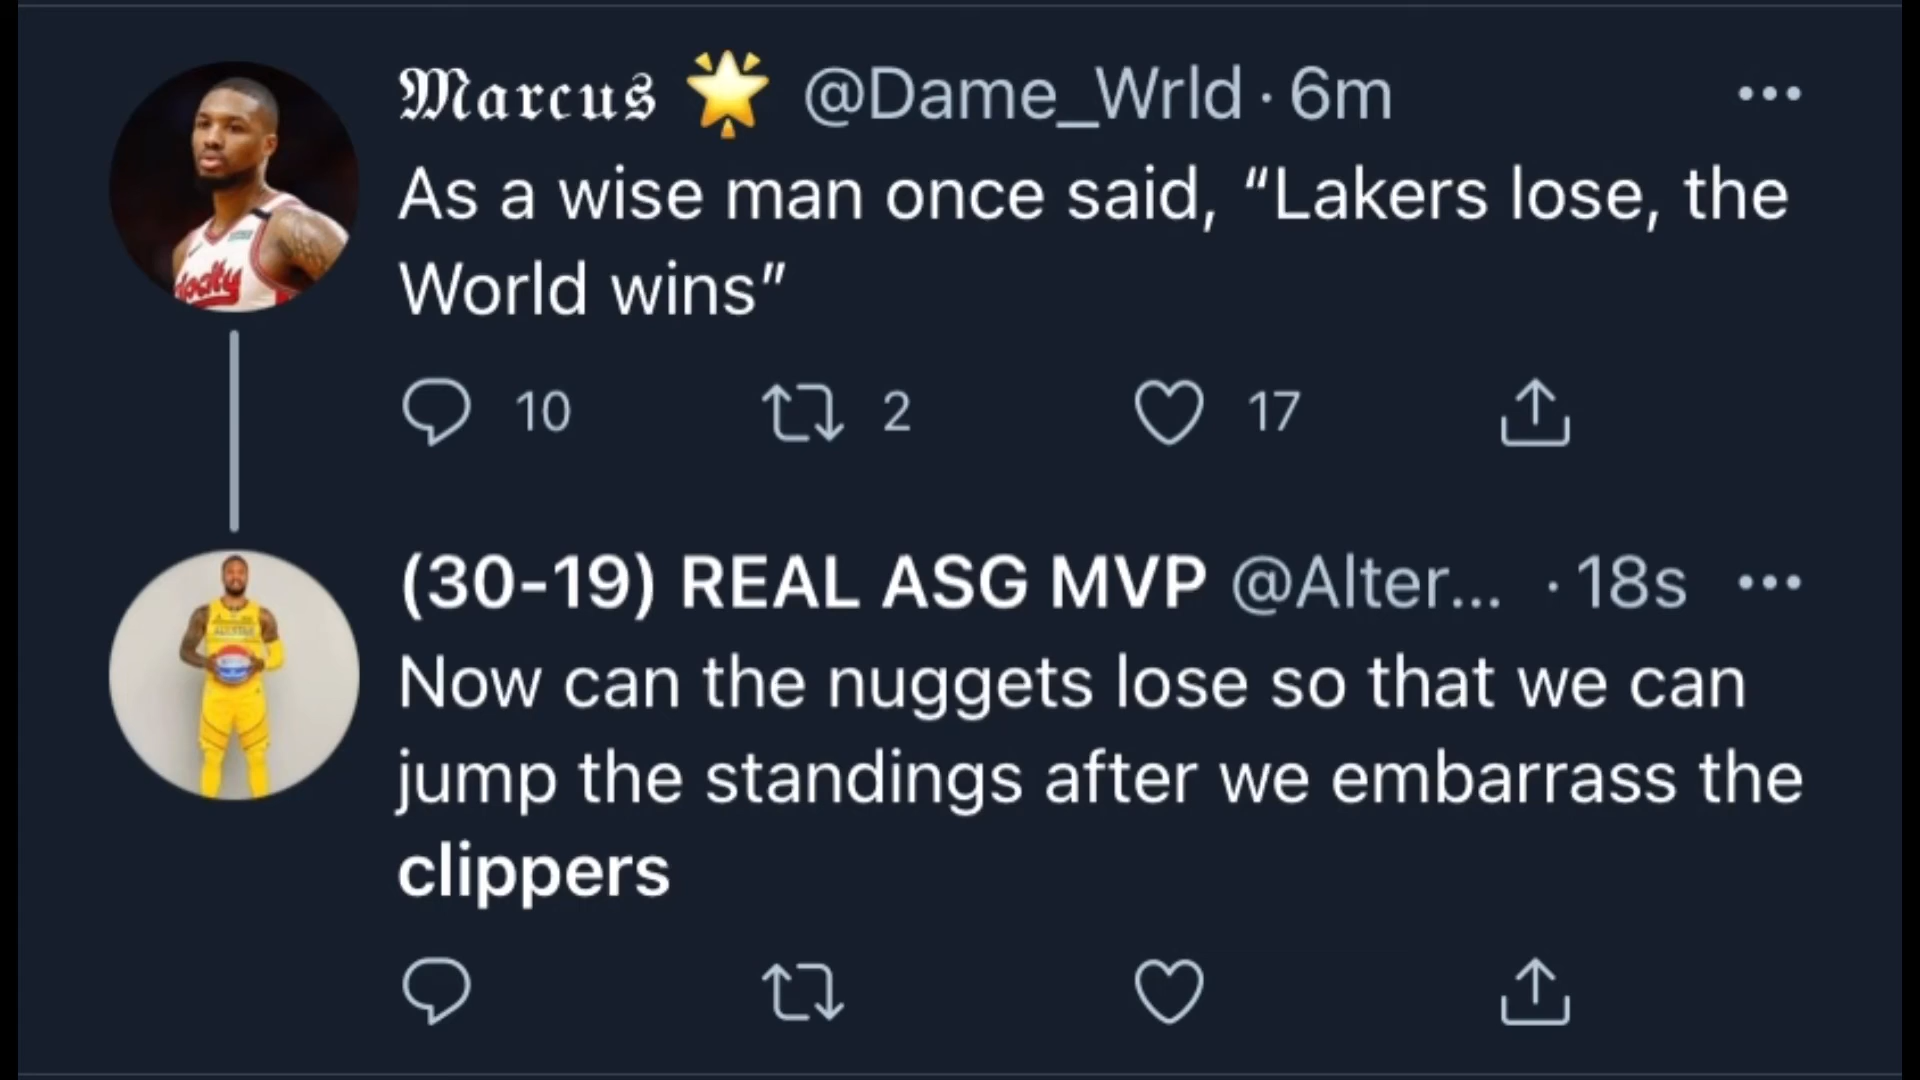 𝕸𝖆𝖗𝖈𝖚𝖘 🌟 @Dame_Wrld · 6m
As a wise man once said, “Lakers lose, the
World wins”
10 2 17
(30-19) REAL ASG MVP @Alter... · 18s
Now can the nuggets lose so that we can
jump the standings after we embarrass the
clippers